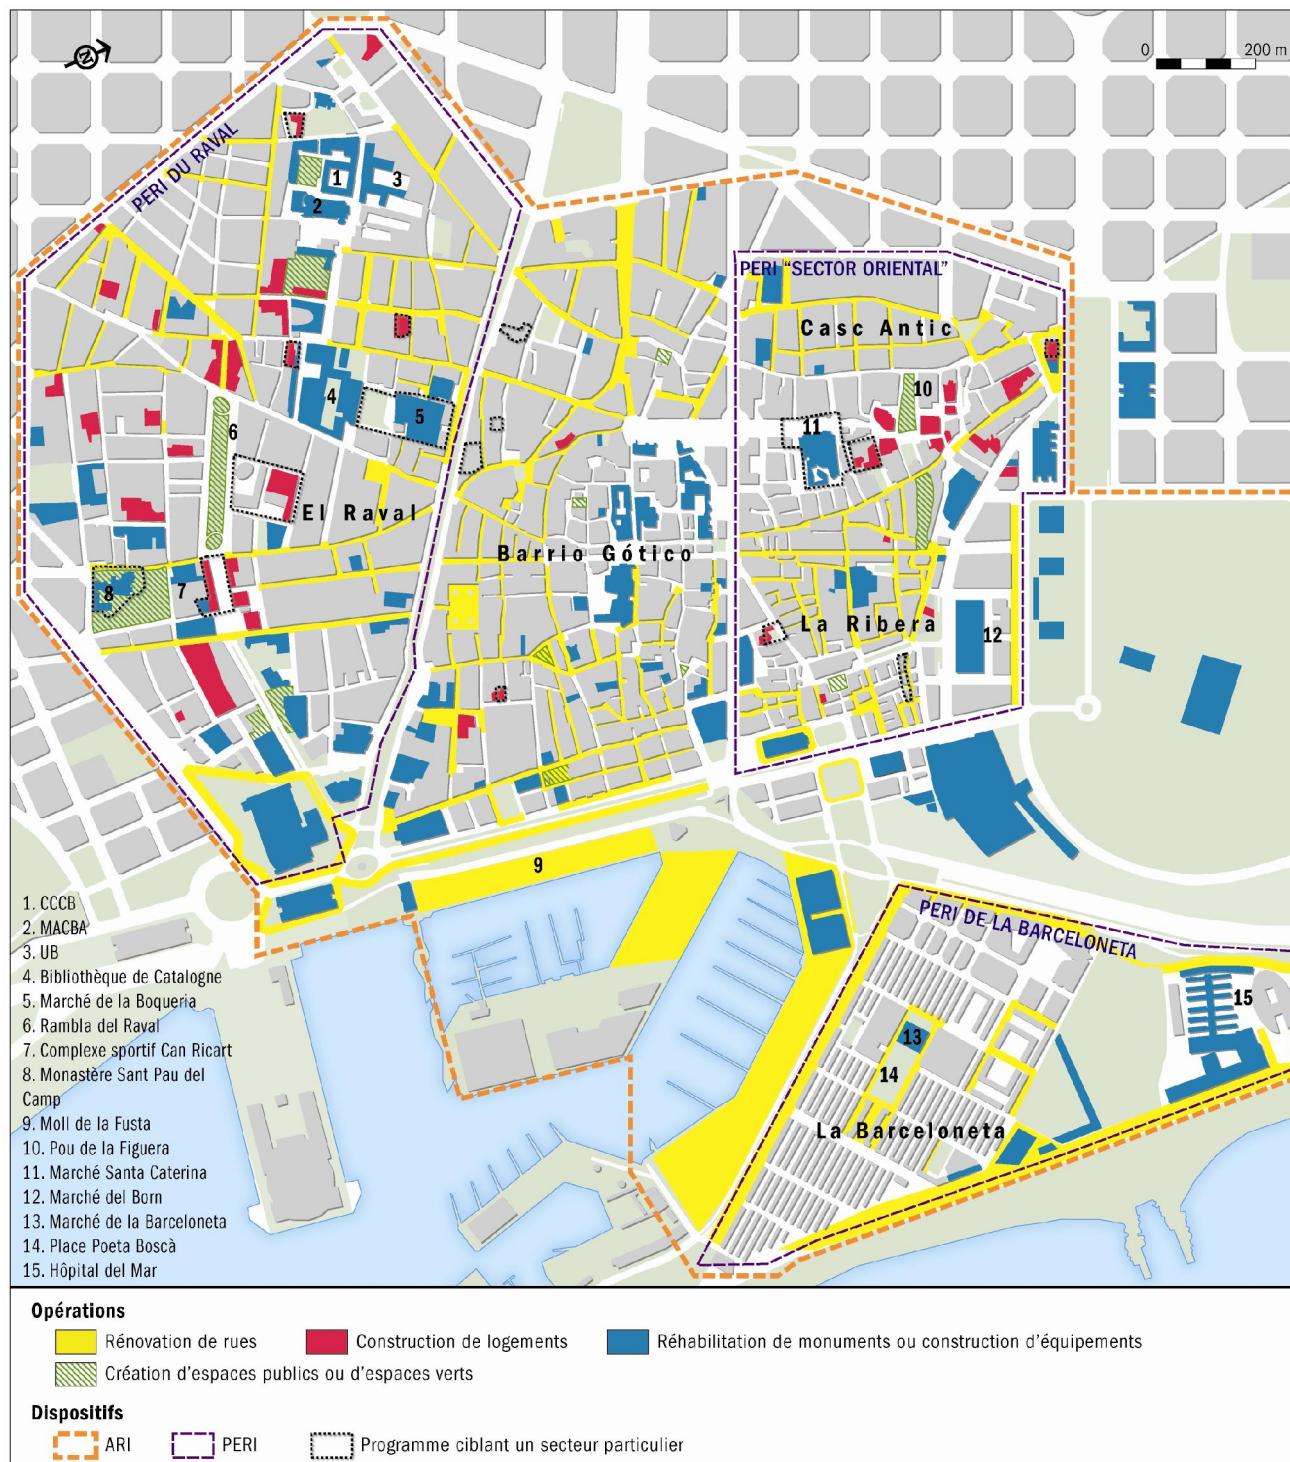 N
0 200 m
PERI DU RAVAL
1
3
2
PERI “SECTOR ORIENTAL”
Casc Antic
4
5
10
6
11
El Raval
Barrio Gótico
8
7
La Ribera
12
9
PERI DE LA BARCELONETA
15
13
14
La Barceloneta
1. CCCB
2. MACBA
3. UB
4. Bibliothèque de Catalogne
5. Marché de la Boqueria
6. Rambla del Raval
7. Complexe sportif Can Ricart
8. Monastère Sant Pau del
Camp
9. Moll de la Fusta
10. Pou de la Figuera
11. Marché Santa Caterina
12. Marché del Born
13. Marché de la Barceloneta
14. Place Poeta Boscà
15. Hôpital del Mar
Opérations
Rénovation de rues Construction de logements Réhabilitation de monuments ou construction d’équipements
Création d’espaces publics ou d’espaces verts
Dispositifs
ARI PERI Programme ciblant un secteur particulier